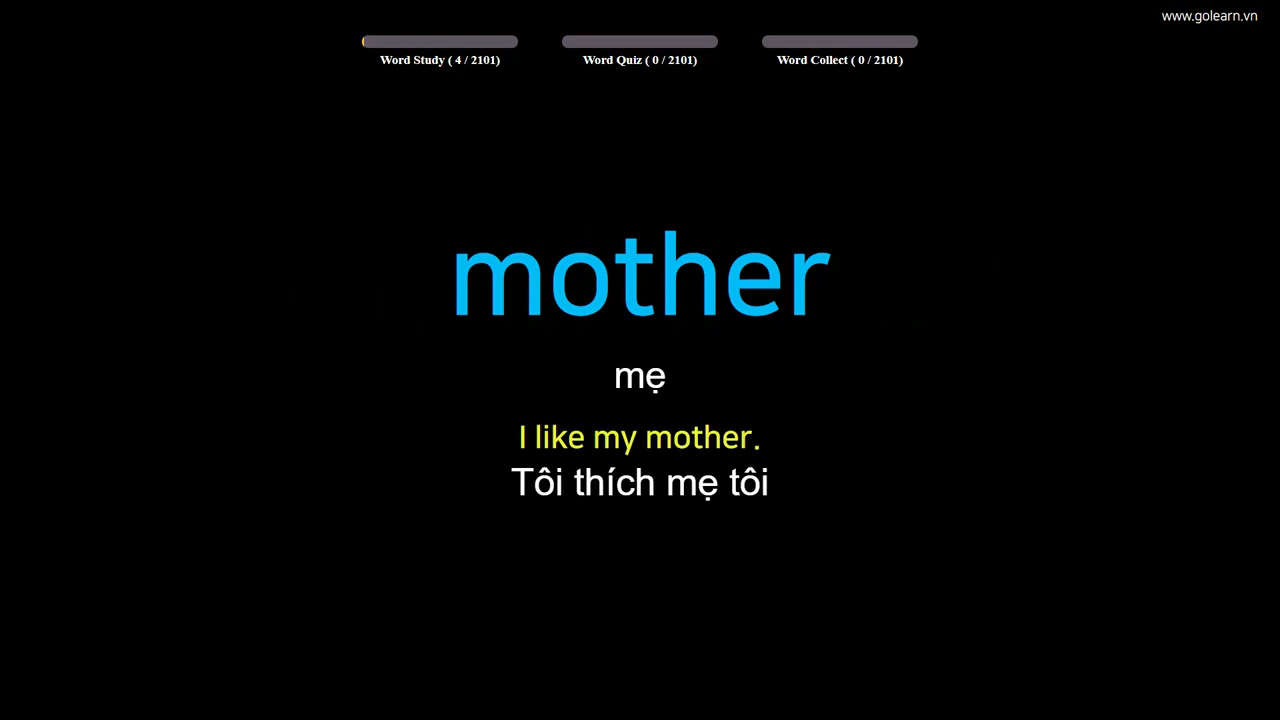 www.golearn.vn
Word Study ( 4 / 2101) Word Quiz ( 0 / 2101) Word Collect ( 0 / 2101)
mother
mẹ
I like my mother.
Tôi thích mẹ tôi